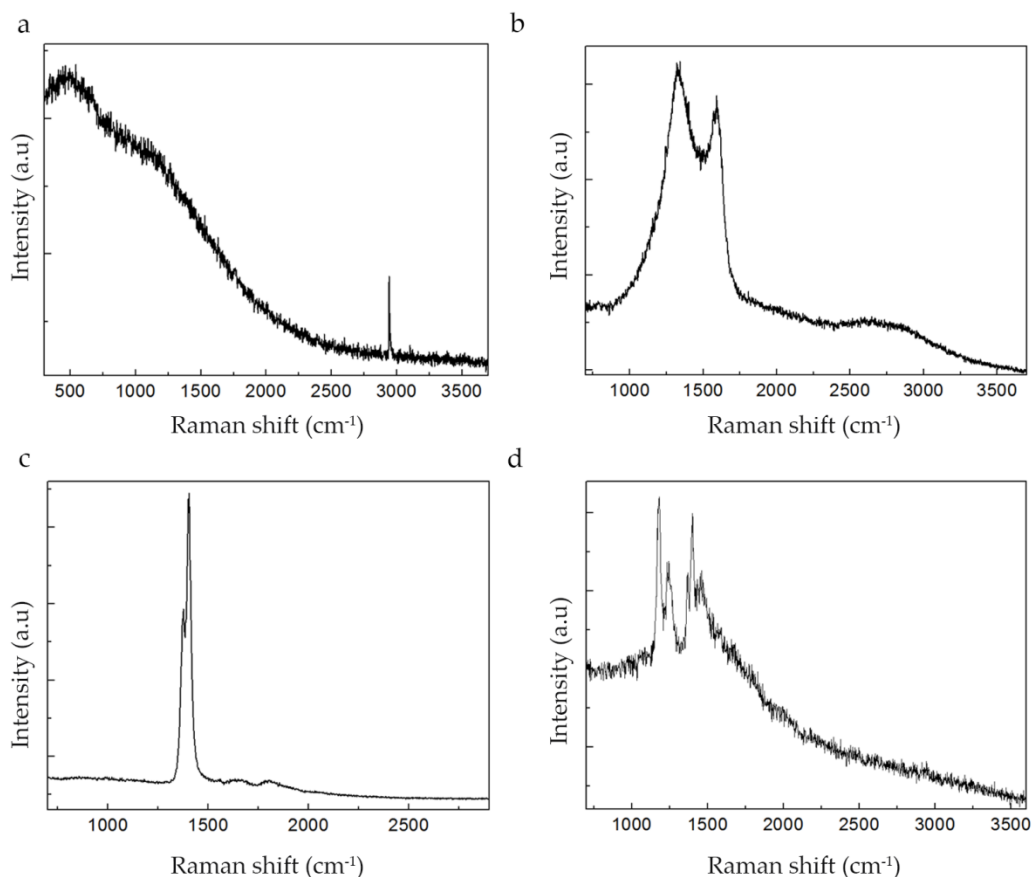 a
b
Intensity (a.u)
500 1000 1500 2000 2500 3000 3500
Raman shift (cm-1)
Intensity (a.u)
1000 1500 2000 2500 3000 3500
Raman shift (cm-1)
c
d
Intensity (a.u)
1000 1500 2000 2500
Raman shift (cm-1)
Intensity (a.u)
1000 1500 2000 2500 3000 3500
Raman shift (cm-1)